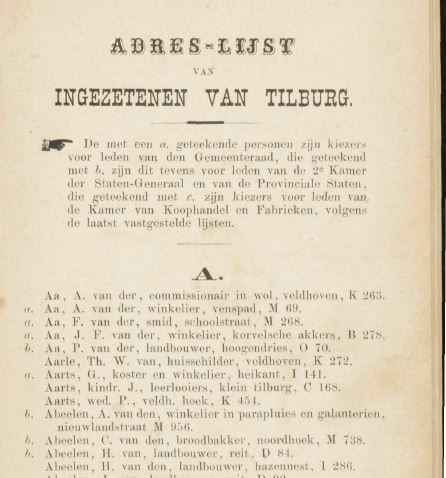 ADRES-LIJST
VAN
INGEZETENEN VAN TILBURG.
De met een a. geteekende personen zijn kiezers
voor leden van den Gemeenteraad, die geteekend
met b. zijn dit tevens voor leden van de 2e Kamer
der Staten-Generaal en van de Provinciale Staten,
die geteekend met c. zijn kiezers voor leden van
de Kamer van Koophandel en Fabrieken, volgens
de laatst vastgestelde lijsten.
A.
Aa, A. van der, commissionair in wol, veldhoven, K 263.
a. Aa, A. van der, winkelier, venspad, M 69.
a. Aa, F. van der, smid, schoolstraat, M 268.
a. Aa, J. F. van der, winkelier, korvelsche akkers, B 278.
b. Aa, P. van der, landbouwer, hoogendries, O 70.
Aarle, Th. W. van, huisschilder, veldhoven, K 272.
a. Aarts, G., koster en winkelier, heikant, I 141.
Aarts, kindr. J., leerlooiers, klein tilburg, C 168.
Aarts, wed. P., veldh. hoek, K 454.
b. Abeelen, A. van den, winkelier in parapluies en galanterien,
nieuwlandstraat M 956.
b. Abeelen, C. van den, broodbakker, noordhoek, M 738.
b. Abeelen, H. van, landbouwer, reit, D 84.
Abeelen, H. van den, landbouwer, hazennest, I 286.